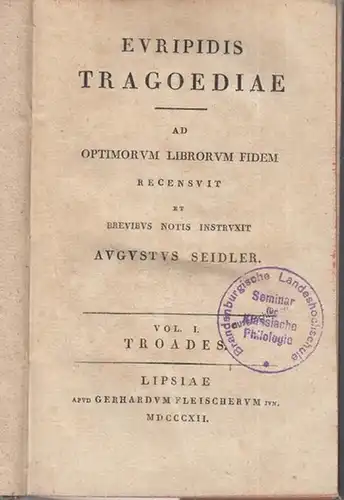 EVRIPIDIS
TRAGOEDIAE
AD
OPTIMORVM LIBRORVM FIDEM
RECENSVIT
ET
BREVIBVS NOTIS INSTRVXIT
AVGVSTVS SEIDLER.
VOL. I.
TROADES.
LIPSIAE
APVD GERHARDVM FLEISCHERVM IVN.
MDCCCXII.
Brandenburgische Landeshochschule
Seminar
für
Klassische
Philologie